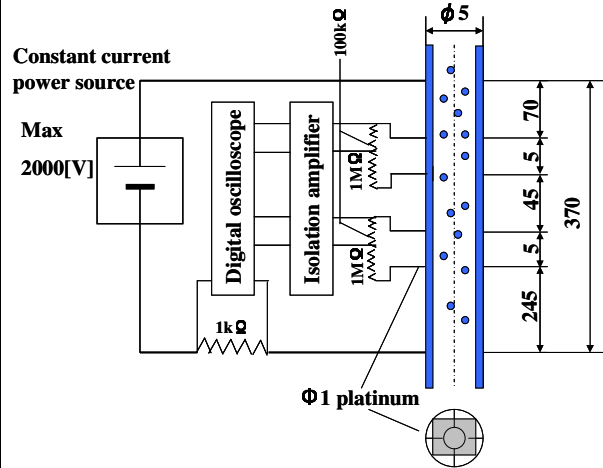 ϕ5
Constant current
power source
100kΩ
Max
2000[V]
Digital oscilloscope
Isolation amplifier
1MΩ
1MΩ
70
5
45
5
245
370
1kΩ
Φ1 platinum